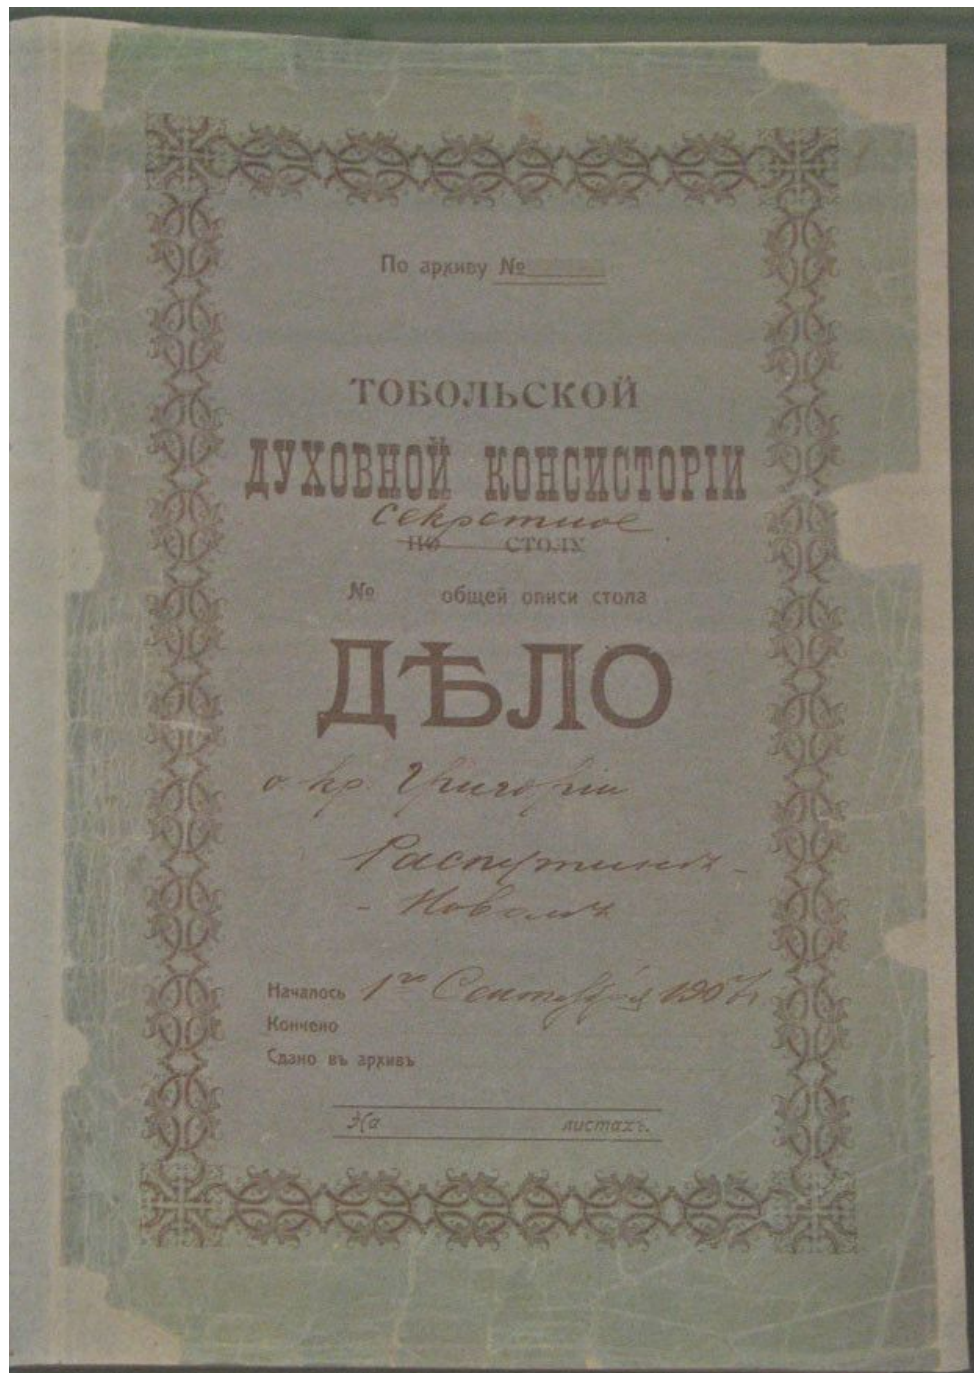 По архиву №
ТОБОЛЬСКОЙ
ДУХОВНОЙ КОНСИСТОРІИ
секретное
ПО СТОЛУ
№ общей описи стола
ДѢЛО
о кр. Григоріи
Распутинѣ-
- Новомъ
Началось 1го Сентября 190
Кончено
Сдано въ архивъ
На листахъ.